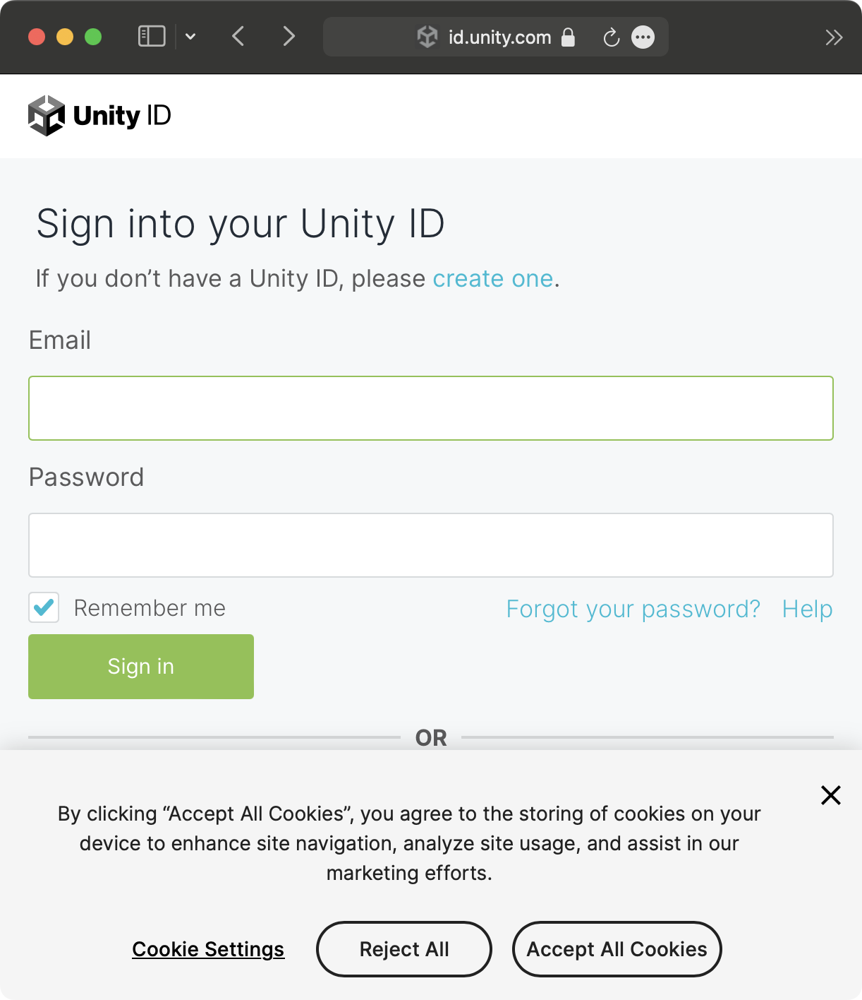 id.unity.com
Unity ID
Sign into your Unity ID
If you don’t have a Unity ID, please create one.
Email
Password
Remember me
Forgot your password? Help
Sign in
OR
By clicking “Accept All Cookies”, you agree to the storing of cookies on your
device to enhance site navigation, analyze site usage, and assist in our
marketing efforts.
Cookie Settings
Reject All
Accept All Cookies